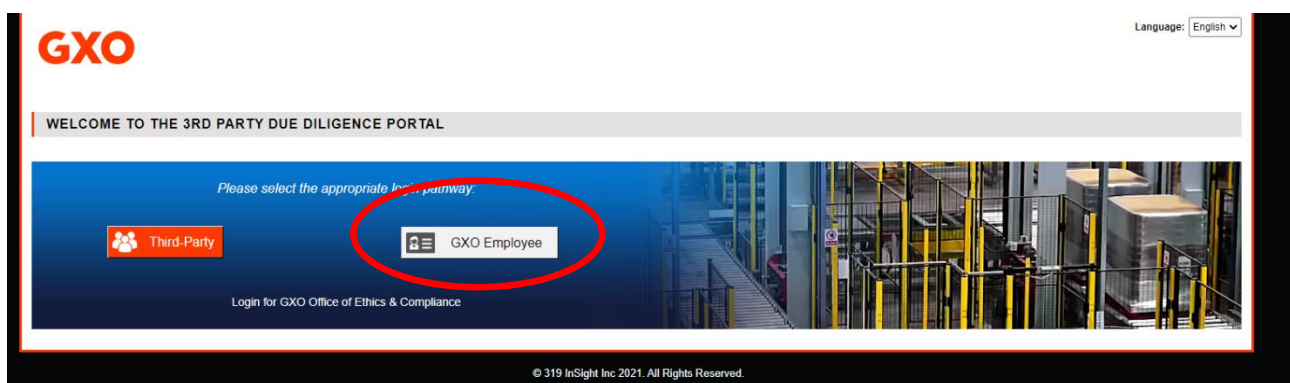 GXO
Language: English
WELCOME TO THE 3RD PARTY DUE DILIGENCE PORTAL
Please select the appropriate login pathway:
Third-Party
GXO Employee
Login for GXO Office of Ethics & Compliance
© 319 InSight Inc 2021. All Rights Reserved.